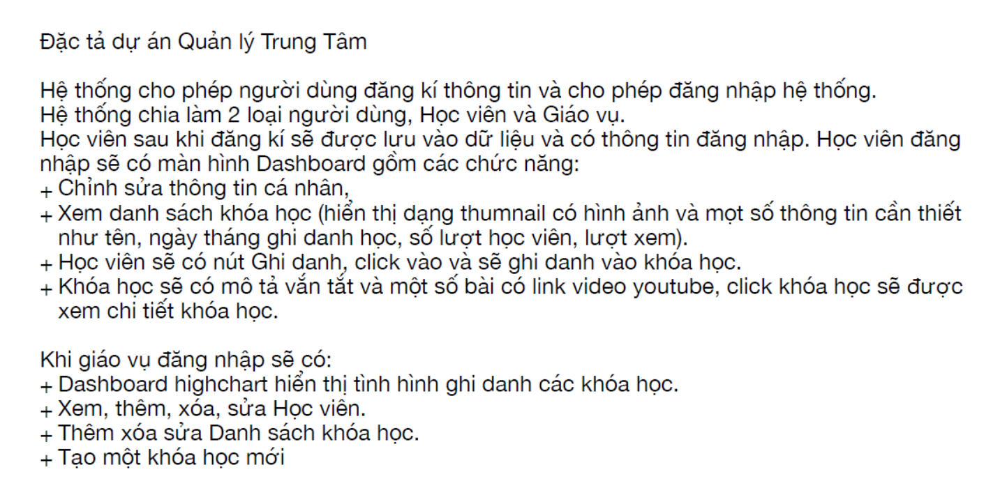 Đặc tả dự án Quản lý Trung Tâm
Hệ thống cho phép người dùng đăng kí thông tin và cho phép đăng nhập hệ thống.
Hệ thống chia làm 2 loại người dùng, Học viên và Giáo vụ.
Học viên sau khi đăng kí sẽ được lưu vào dữ liệu và có thông tin đăng nhập. Học viên đăng
nhập sẽ có màn hình Dashboard gồm các chức năng:
+ Chỉnh sửa thông tin cá nhân,
+ Xem danh sách khóa học (hiển thị dạng thumnail có hình ảnh và mọt số thông tin cần thiết
như tên, ngày tháng ghi danh học, số lượt học viên, lượt xem).
+ Học viên sẽ có nút Ghi danh, click vào và sẽ ghi danh vào khóa học.
+ Khóa học sẽ có mô tả vắn tắt và một số bài có link video youtube, click khóa học sẽ được
xem chi tiết khóa học.
Khi giáo vụ đăng nhập sẽ có:
+ Dashboard highchart hiển thị tình hình ghi danh các khóa học.
+ Xem, thêm, xóa, sửa Học viên.
+ Thêm xóa sửa Danh sách khóa học.
+ Tạo một khóa học mới